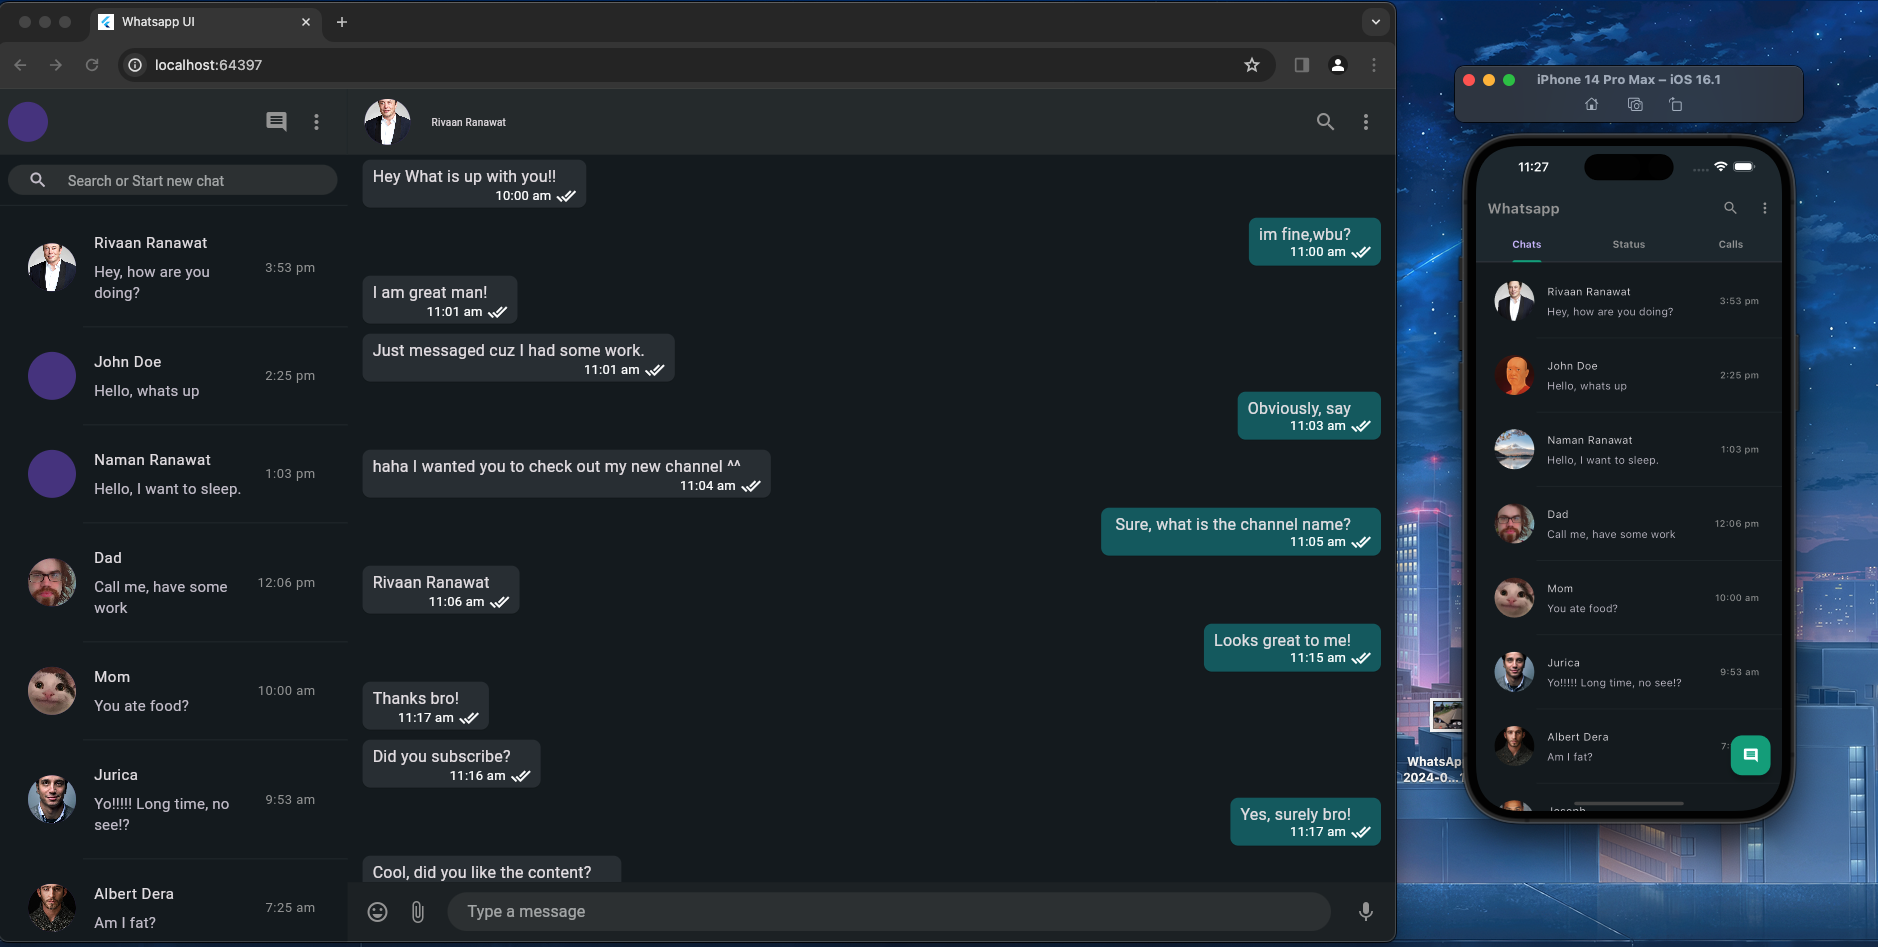 Whatsapp UI
localhost:64397
Rivaan Ranawat
Search or Start new chat
Rivaan Ranawat
Hey, how are you
doing?
3:53 pm
John Doe
Hello, whats up
2:25 pm
Naman Ranawat
Hello, I want to sleep.
1:03 pm
Dad
Call me, have some
work
12:06 pm
Mom
You ate food?
10:00 am
Jurica
Yo!!!!! Long time, no
see!?
9:53 am
Albert Dera
Am I fat?
7:25 am
Hey What is up with you!!
10:00 am
im fine,wbu?
11:00 am
I am great man!
11:01 am
Just messaged cuz I had some work.
11:01 am
Obviously, say
11:03 am
haha I wanted you to check out my new channel ^^
11:04 am
Sure, what is the channel name?
11:05 am
Rivaan Ranawat
11:06 am
Looks great to me!
11:15 am
Thanks bro!
11:17 am
Did you subscribe?
11:16 am
Yes, surely bro!
11:17 am
Cool, did you like the content?
Type a message
iPhone 14 Pro Max – iOS 16.1
11:27
Whatsapp
Chats Status Calls
Rivaan Ranawat
Hey, how are you doing?
3:53 pm
John Doe
Hello, whats up
2:25 pm
Naman Ranawat
Hello, I want to sleep.
1:03 pm
Dad
Call me, have some work
12:06 pm
Mom
You ate food?
10:00 am
Jurica
Yo!!!!! Long time, no see!?
9:53 am
Albert Dera
Am I fat?
7:
Joseph
WhatsAp
2024-0...